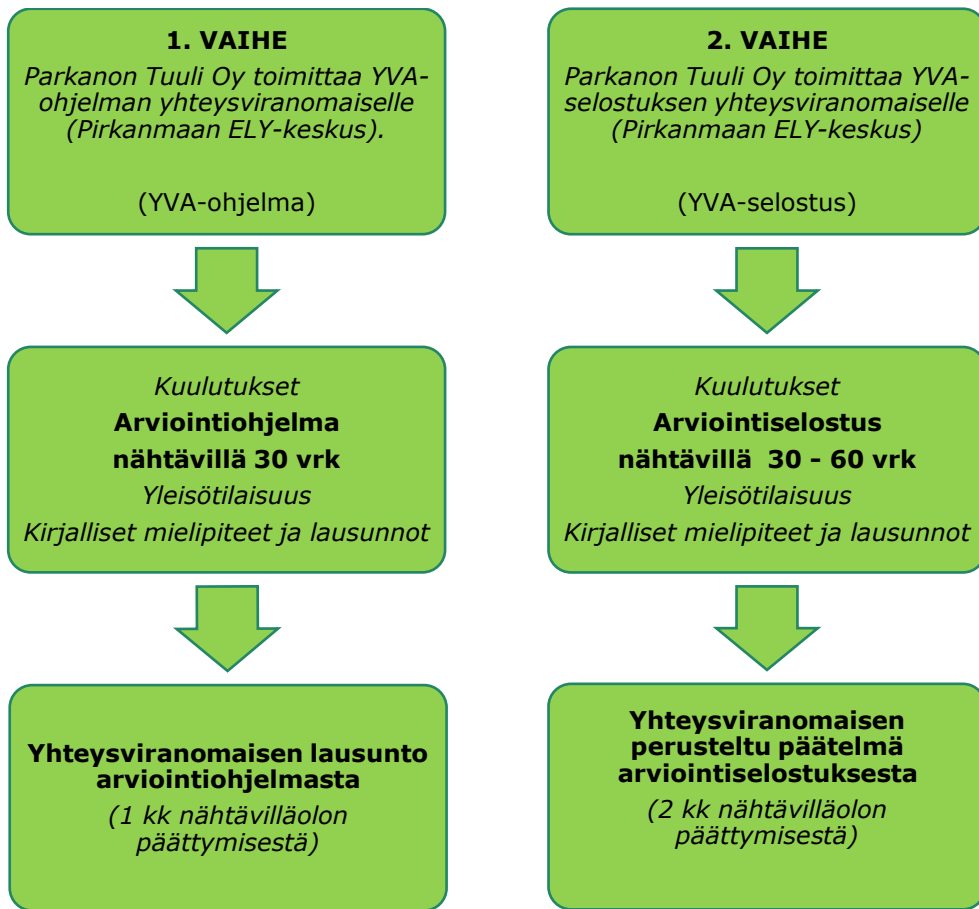 1. VAIHE
Parkanon Tuuli Oy toimittaa YVA-
ohjelman yhteysviranomaiselle
(Pirkanmaan ELY-keskus).
(YVA-ohjelma)
Kuulutukset
Arviointiohjelma
nähtävillä 30 vrk
Yleisötilaisuus
Kirjalliset mielipiteet ja lausunnot
Yhteysviranomaisen lausunto
arviointiohjelmasta
(1 kk nähtävilläolon
päättymisestä)
2. VAIHE
Parkanon Tuuli Oy toimittaa YVA-
selostuksen yhteysviranomaiselle
(Pirkanmaan ELY-keskus)
(YVA-selostus)
Kuulutukset
Arviointiselostus
nähtävillä  30 - 60 vrk
Yleisötilaisuus
Kirjalliset mielipiteet ja lausunnot
Yhteysviranomaisen
perusteltu päätelmä
arviointiselostuksesta
(2 kk nähtävilläolon
päättymisestä)